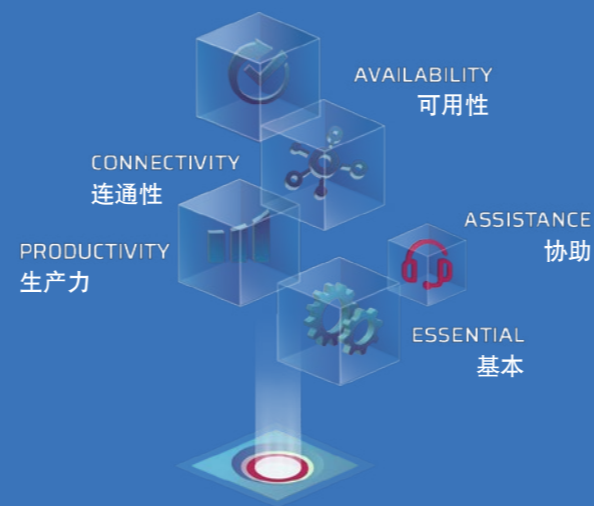 AVAILABILITY
可用性
CONNECTIVITY
连通性
ASSISTANCE
协助
PRODUCTIVITY
生产力
ESSENTIAL
基本